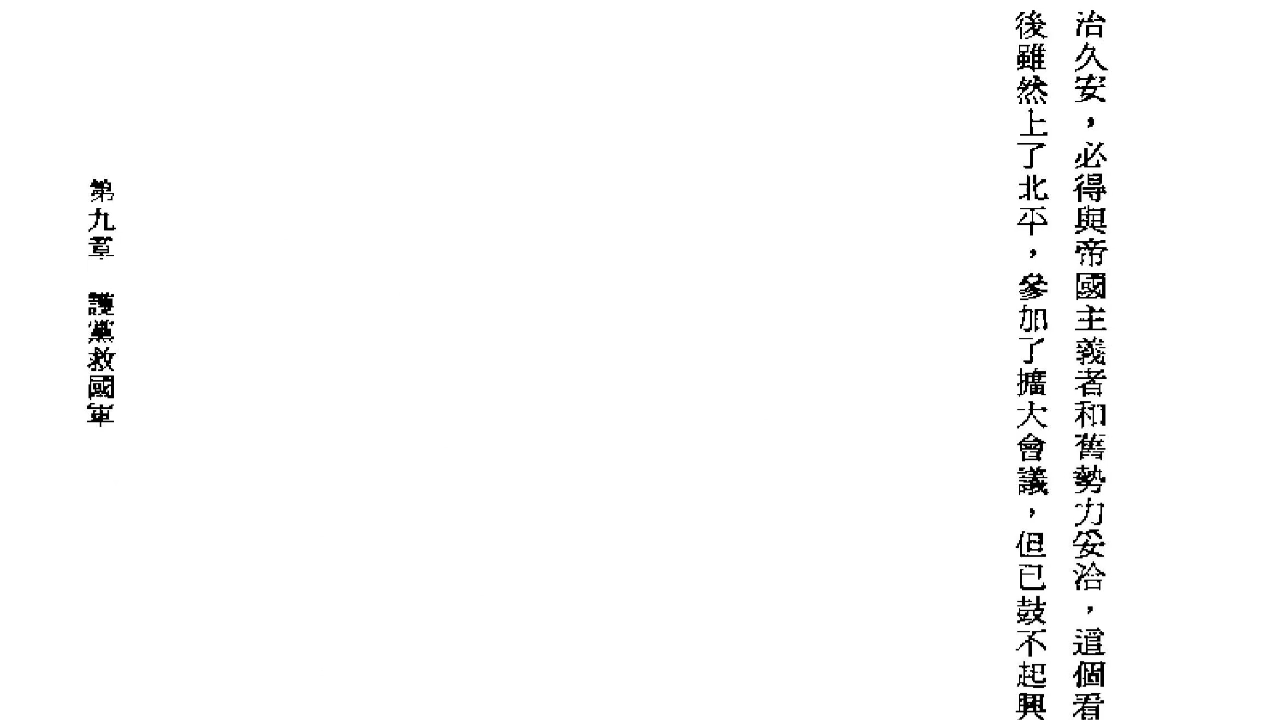 治久安，必得與帝國主義者和舊勢力妥洽，這個看
後雖然上了北平，參加了擴大會議，但已鼓不起興
第九章　護黨救國軍